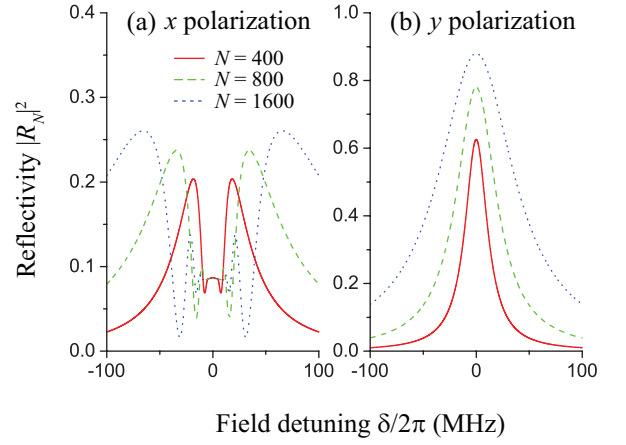 (a) x polarization
(b) y polarization
N = 400
N = 800
N = 1600
Reflectivity |R_N|²
0.4
0.3
0.2
0.1
0.0
-100
0
100
1.0
0.8
0.6
0.4
0.2
0.0
-100
0
100
Field detuning δ/2π (MHz)